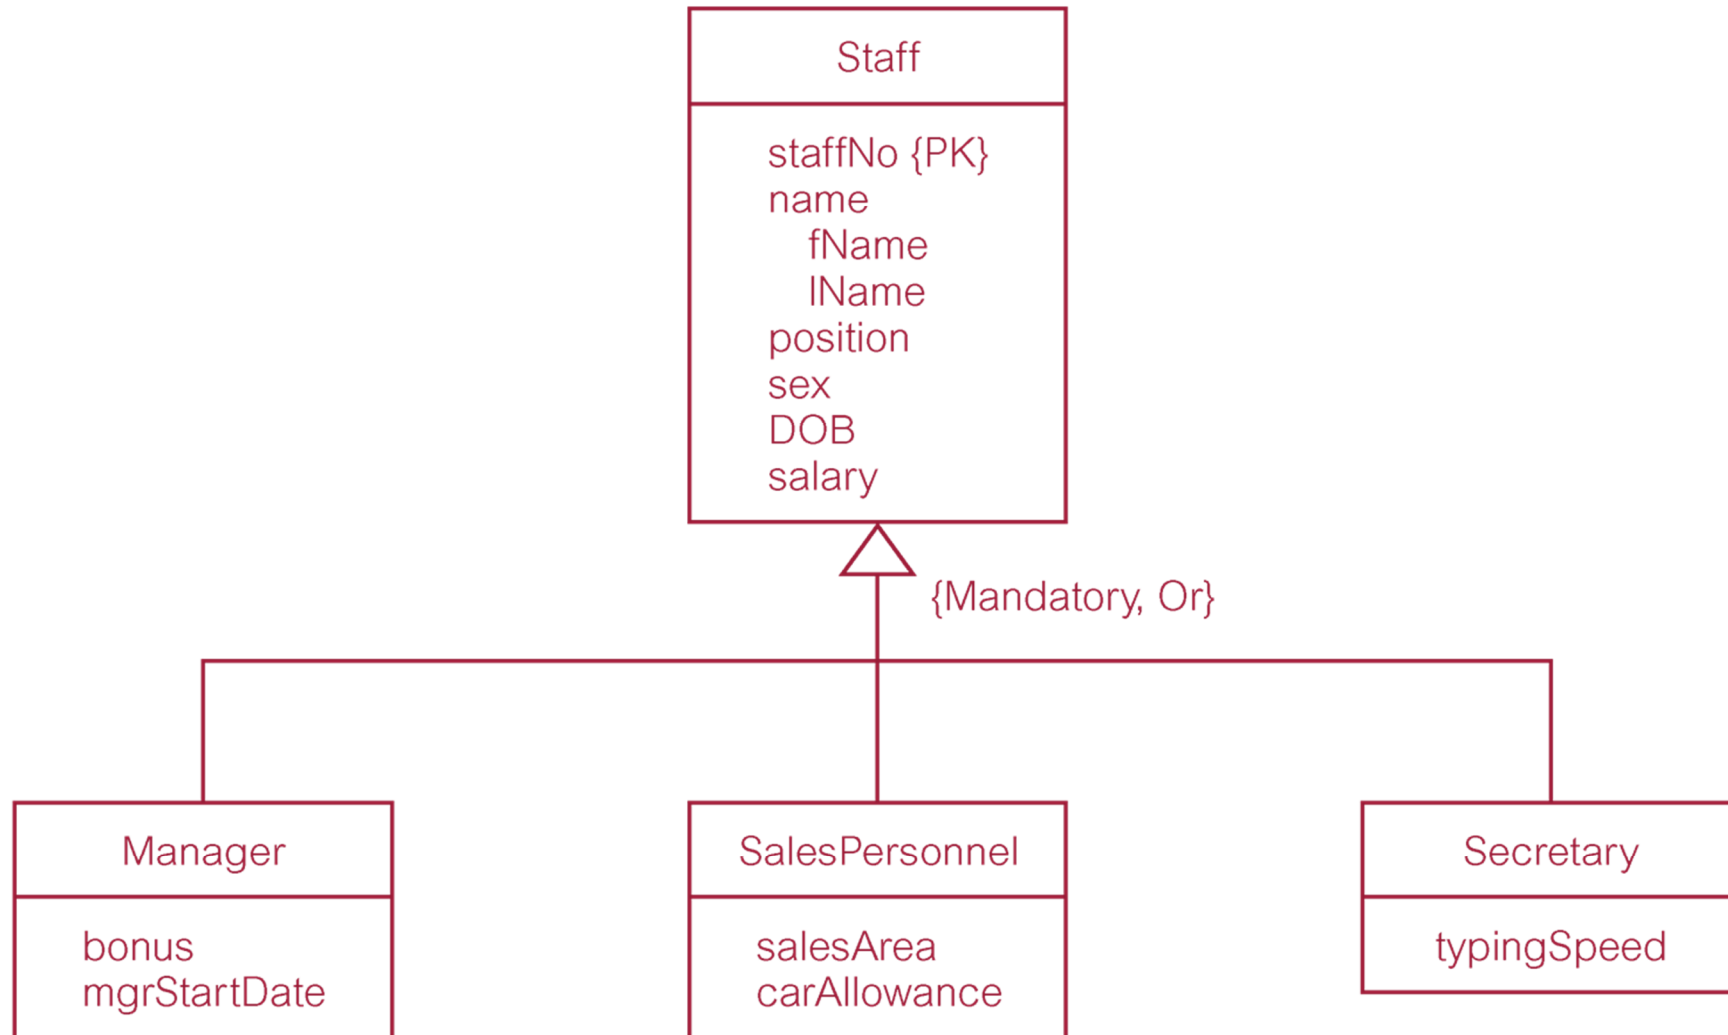 Staff
staffNo {PK}
name
fName
lName
position
sex
DOB
salary
{Mandatory, Or}
Manager
bonus
mgrStartDate
SalesPersonnel
salesArea
carAllowance
Secretary
typingSpeed